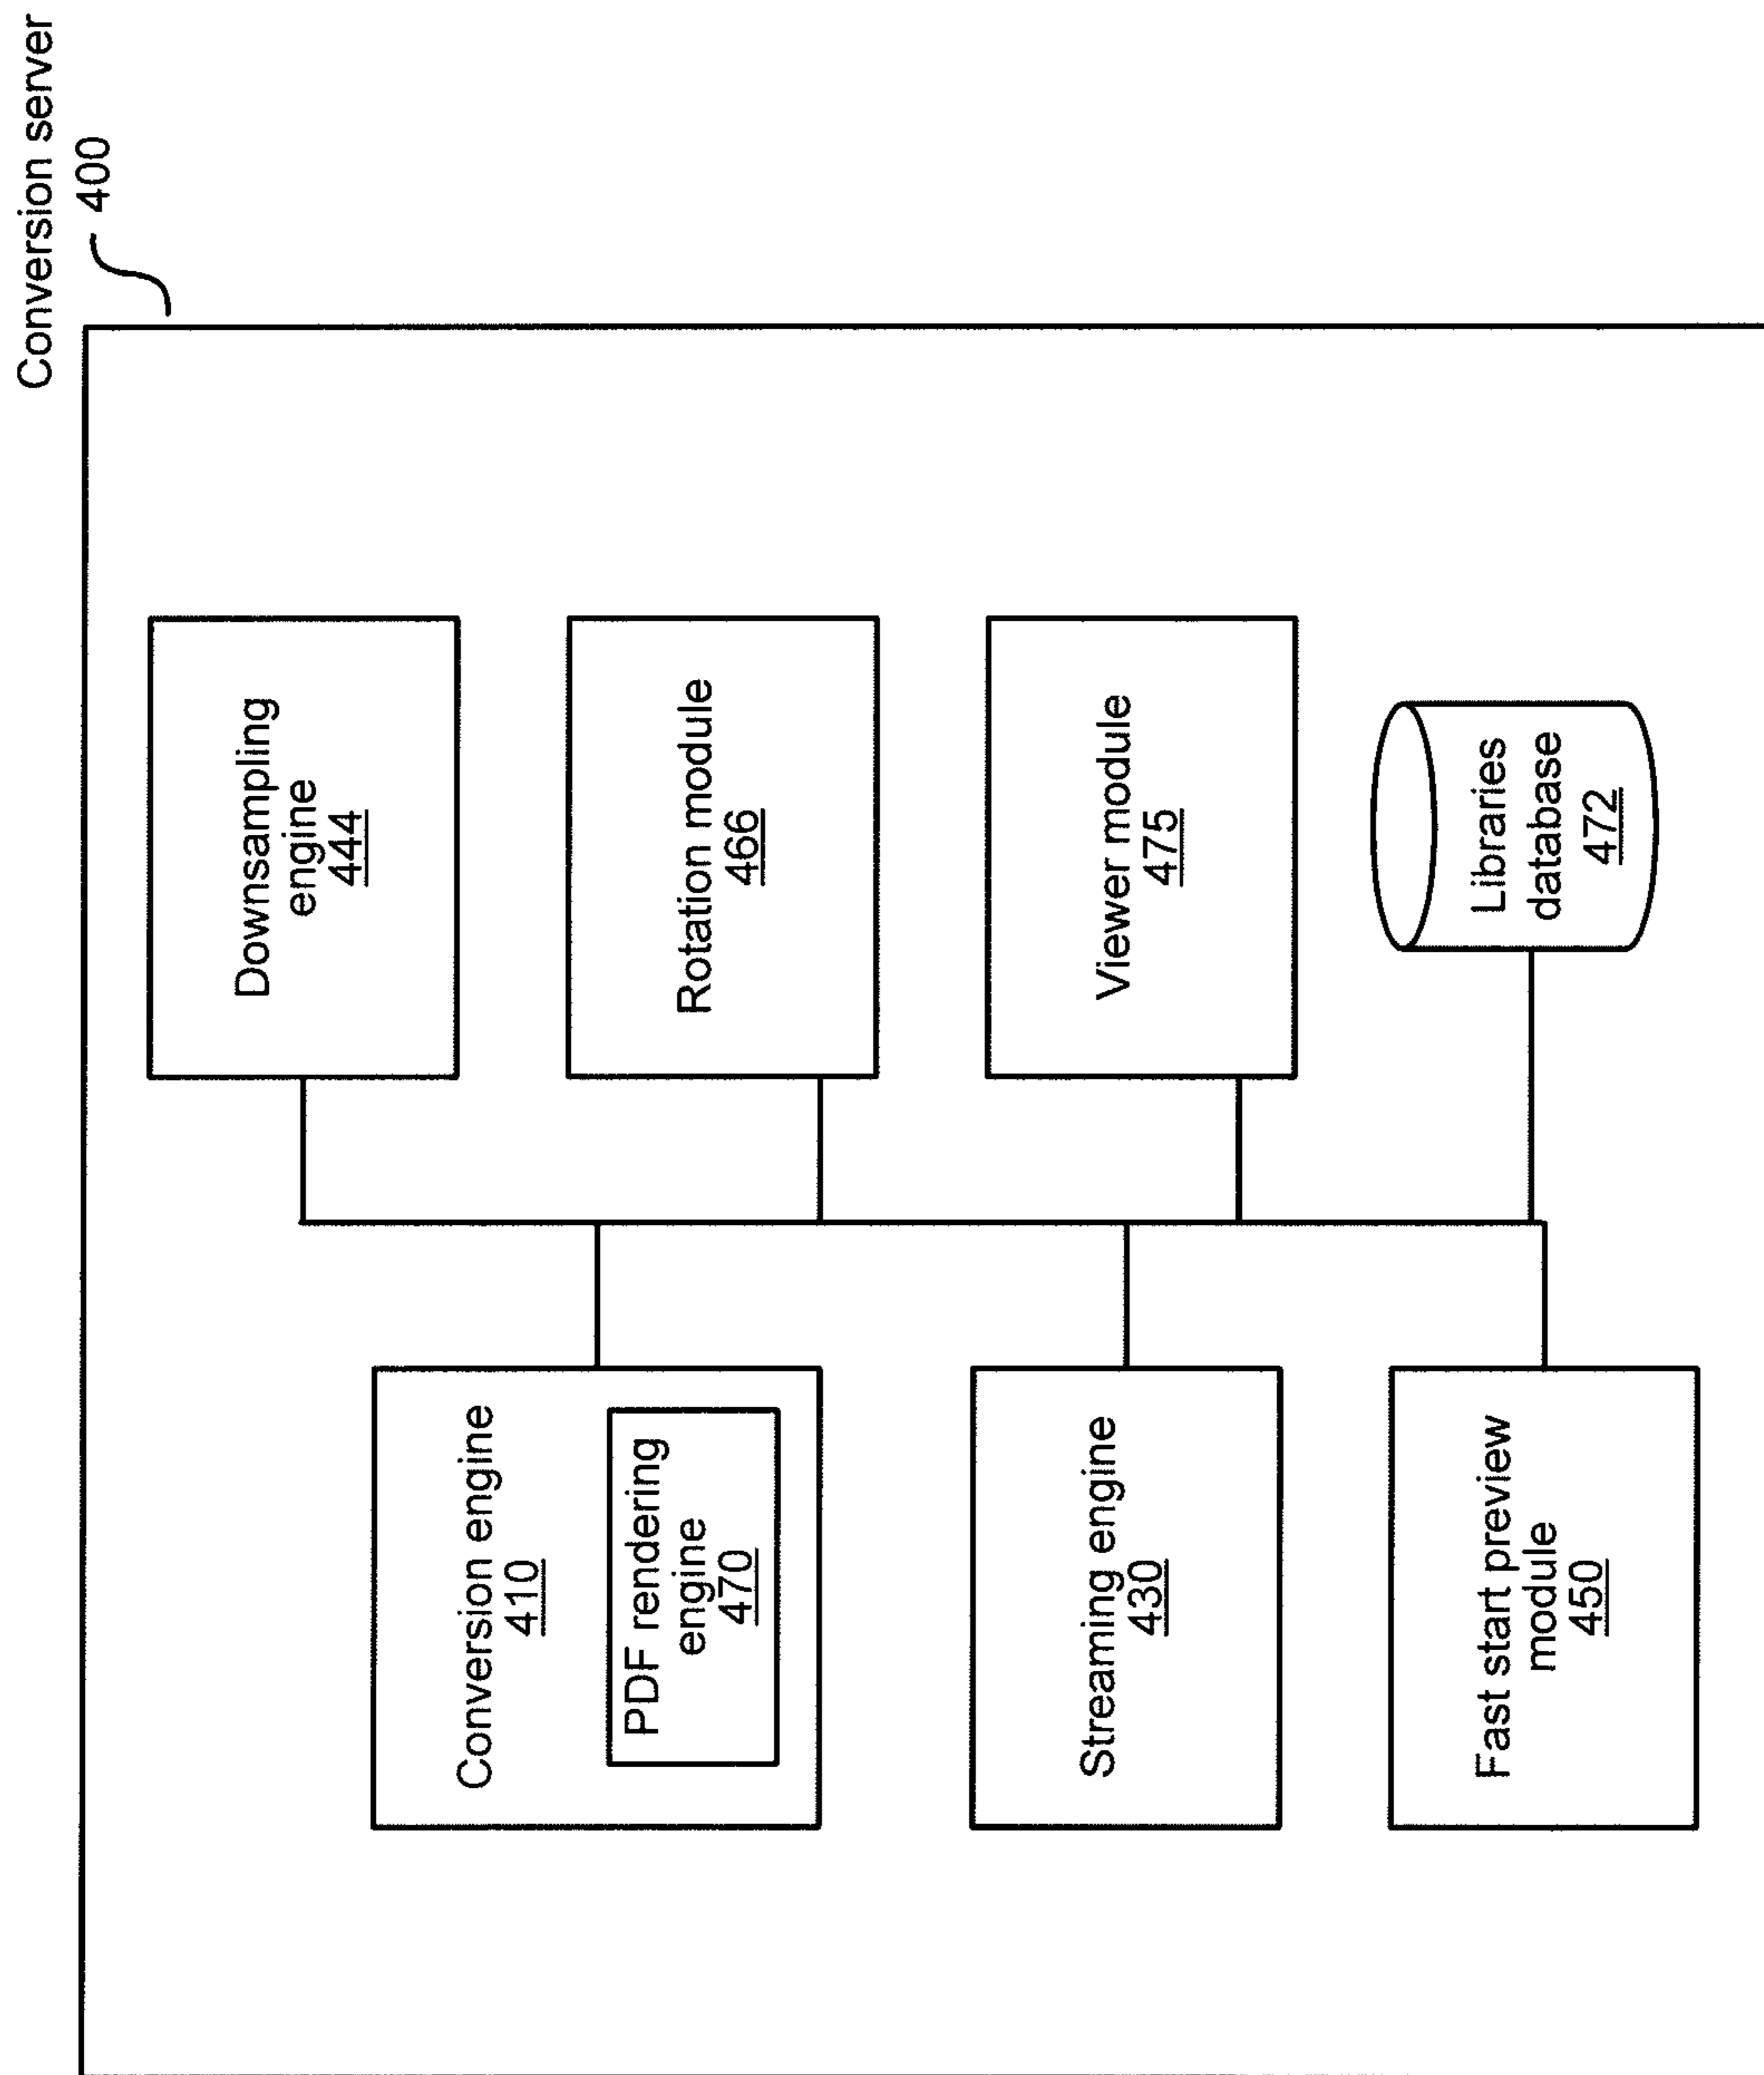 Conversion server
400
Conversion engine
410
PDF rendering
engine
470
Downsampling
engine
444
Streaming engine
430
Rotation module
466
Fast start preview
module
450
Viewer module
475
Libraries
database
472